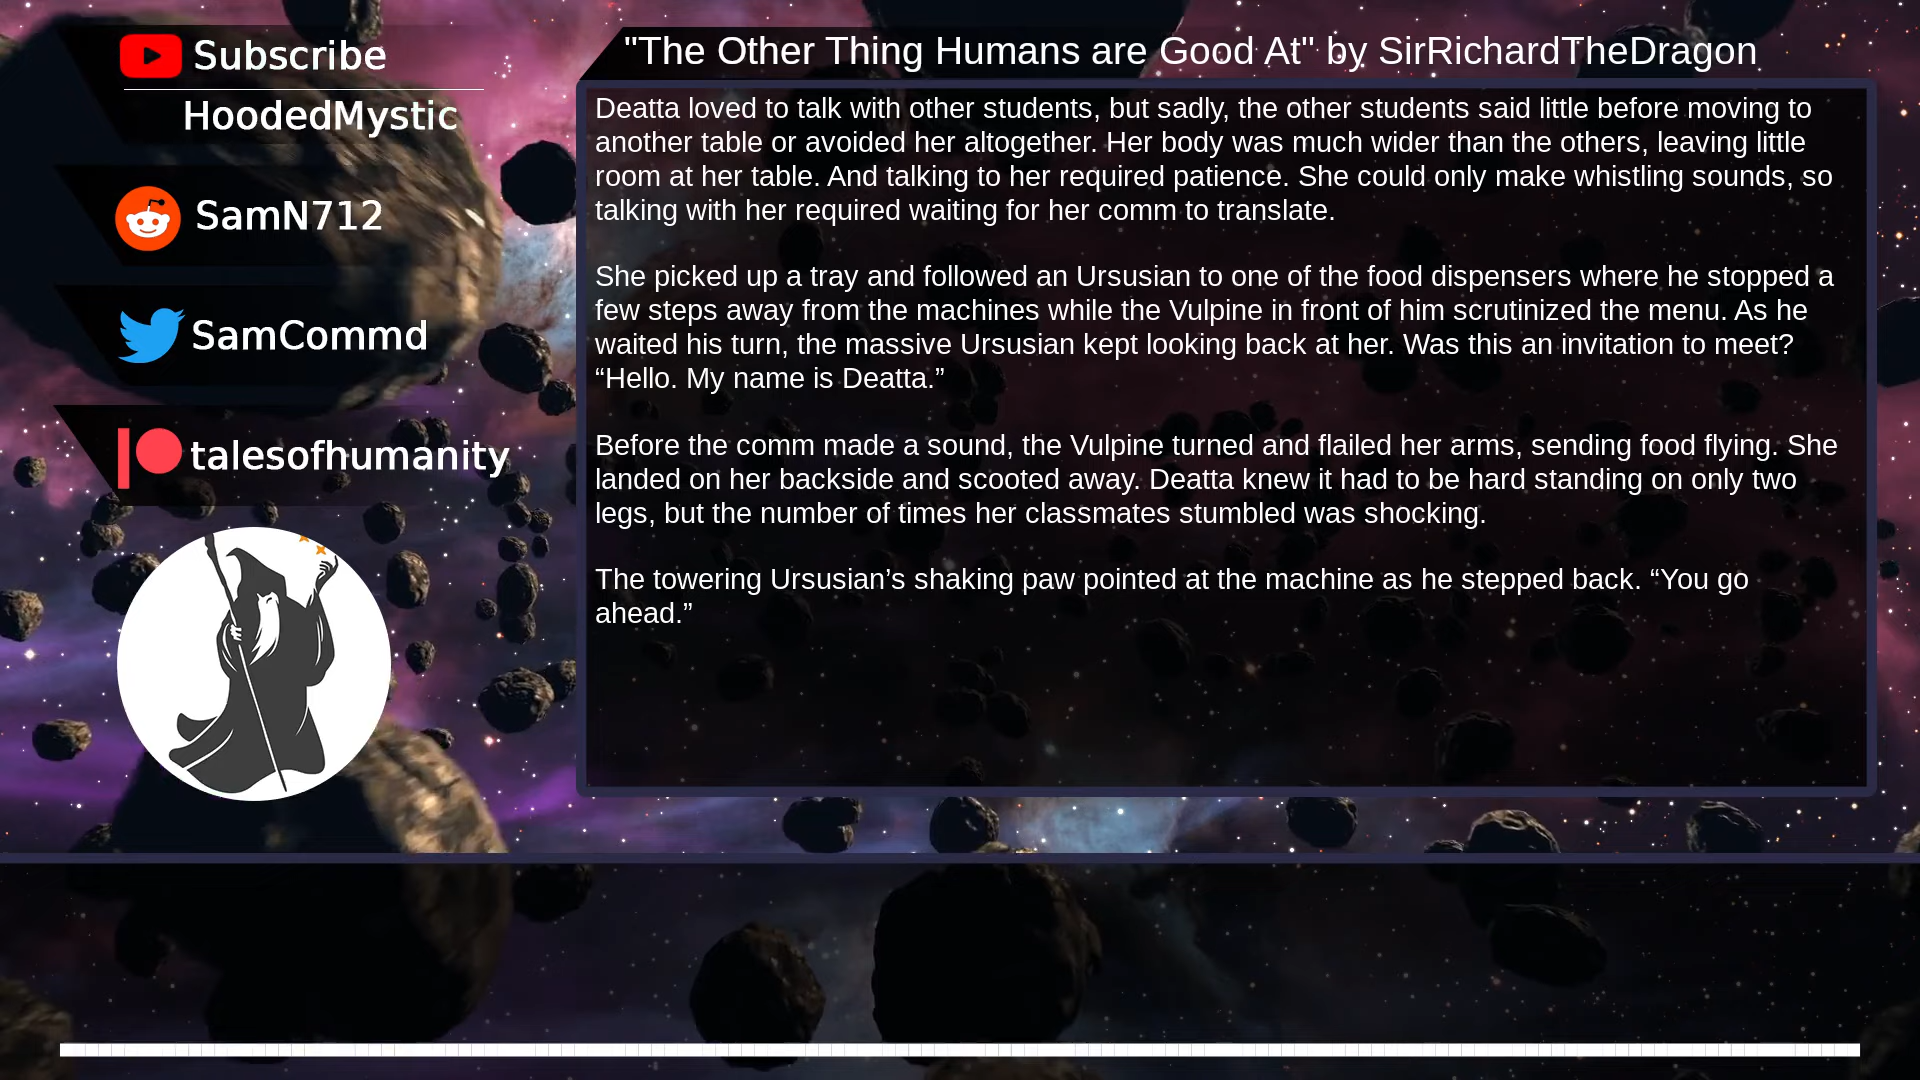 Subscribe
HoodedMystic
SamN712
SamCommd
talesofhumanity
"The Other Thing Humans are Good At" by SirRichardTheDragon
Deatta loved to talk with other students, but sadly, the other students said little before moving to
another table or avoided her altogether. Her body was much wider than the others, leaving little
room at her table. And talking to her required patience. She could only make whistling sounds, so
talking with her required waiting for her comm to translate.
She picked up a tray and followed an Ursusian to one of the food dispensers where he stopped a
few steps away from the machines while the Vulpine in front of him scrutinized the menu. As he
waited his turn, the massive Ursusian kept looking back at her. Was this an invitation to meet?
“Hello. My name is Deatta.”
Before the comm made a sound, the Vulpine turned and flailed her arms, sending food flying. She
landed on her backside and scooted away. Deatta knew it had to be hard standing on only two
legs, but the number of times her classmates stumbled was shocking.
The towering Ursusian’s shaking paw pointed at the machine as he stepped back. “You go
ahead.”